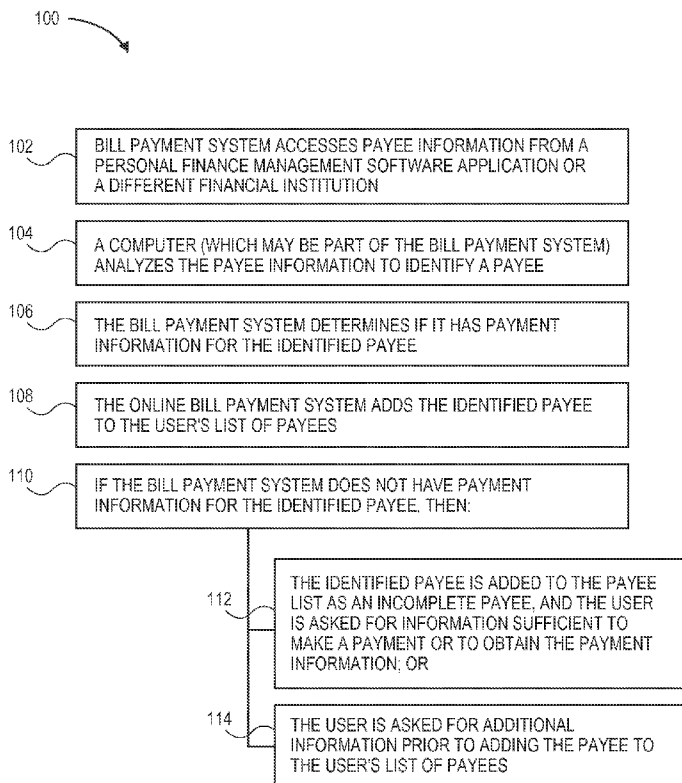 100
102
BILL PAYMENT SYSTEM ACCESSES PAYEE INFORMATION FROM A
PERSONAL FINANCE MANAGEMENT SOFTWARE APPLICATION OR
A DIFFERENT FINANCIAL INSTITUTION
104
A COMPUTER (WHICH MAY BE PART OF THE BILL PAYMENT SYSTEM)
ANALYZES THE PAYEE INFORMATION TO IDENTIFY A PAYEE
106
THE BILL PAYMENT SYSTEM DETERMINES IF IT HAS PAYMENT
INFORMATION FOR THE IDENTIFIED PAYEE
108
THE ONLINE BILL PAYMENT SYSTEM ADDS THE IDENTIFIED PAYEE
TO THE USER'S LIST OF PAYEES
110
IF THE BILL PAYMENT SYSTEM DOES NOT HAVE PAYMENT
INFORMATION FOR THE IDENTIFIED PAYEE, THEN:
112
THE IDENTIFIED PAYEE IS ADDED TO THE PAYEE
LIST AS AN INCOMPLETE PAYEE, AND THE USER
IS ASKED FOR INFORMATION SUFFICIENT TO
MAKE A PAYMENT OR TO OBTAIN THE PAYMENT
INFORMATION; OR
114
THE USER IS ASKED FOR ADDITIONAL
INFORMATION PRIOR TO ADDING THE PAYEE TO
THE USER'S LIST OF PAYEES